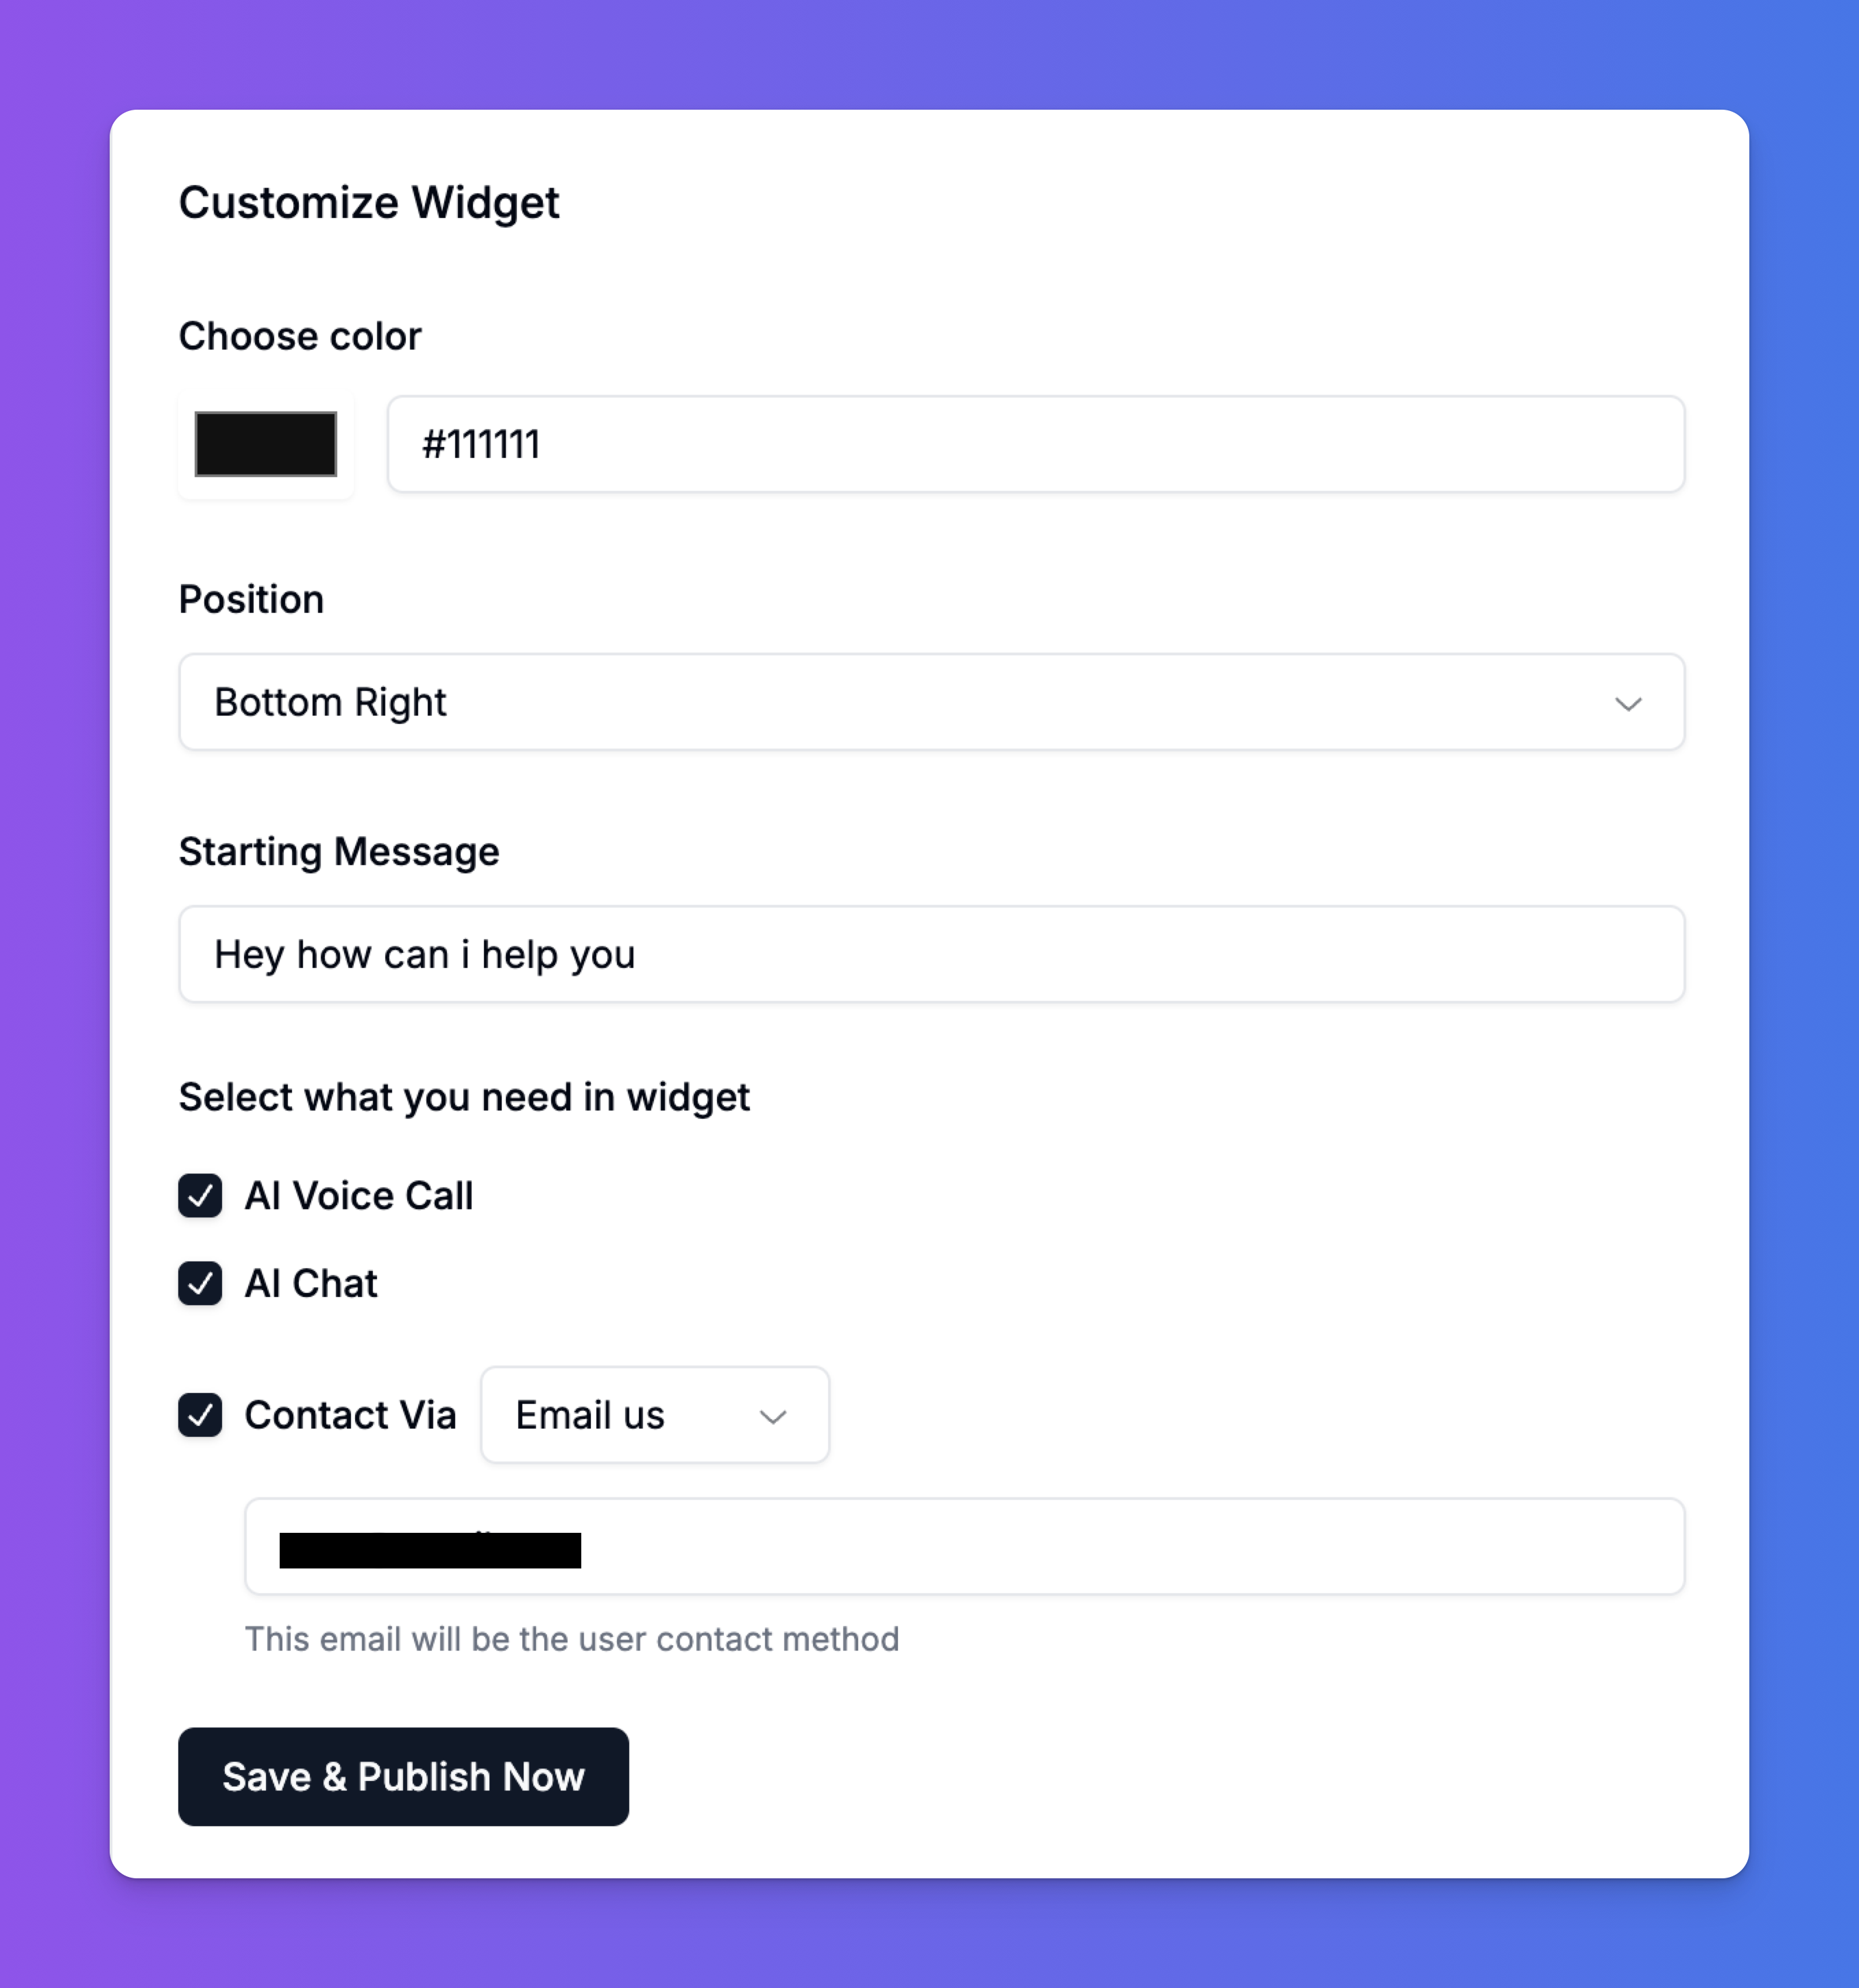 Customize Widget
Choose color
#111111
Position
Bottom Right
Starting Message
Hey how can i help you
Select what you need in widget
AI Voice Call
AI Chat
Contact Via
Email us
This email will be the user contact method
Save & Publish Now